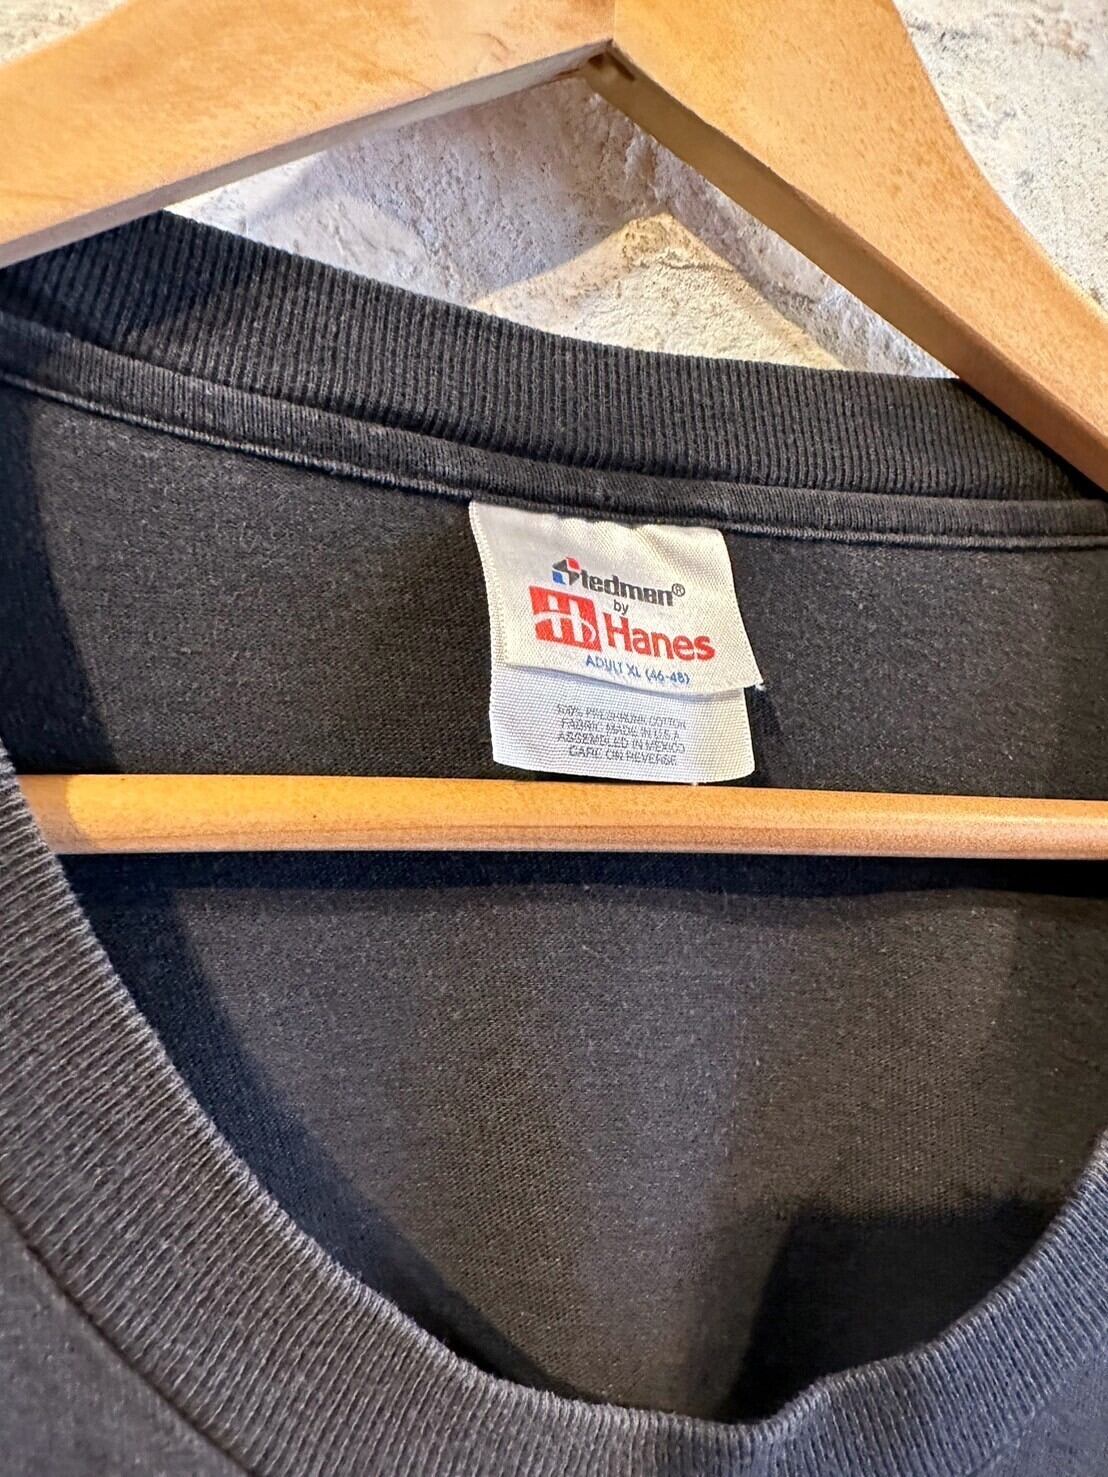 Stedman®
by
Hanes
ADULT XL (46-48)
100% PRESHRUNK COTTON
FABRIC MADE IN U.S.A
ASSEMBLED IN MEXICO
CARE ON REVERSE